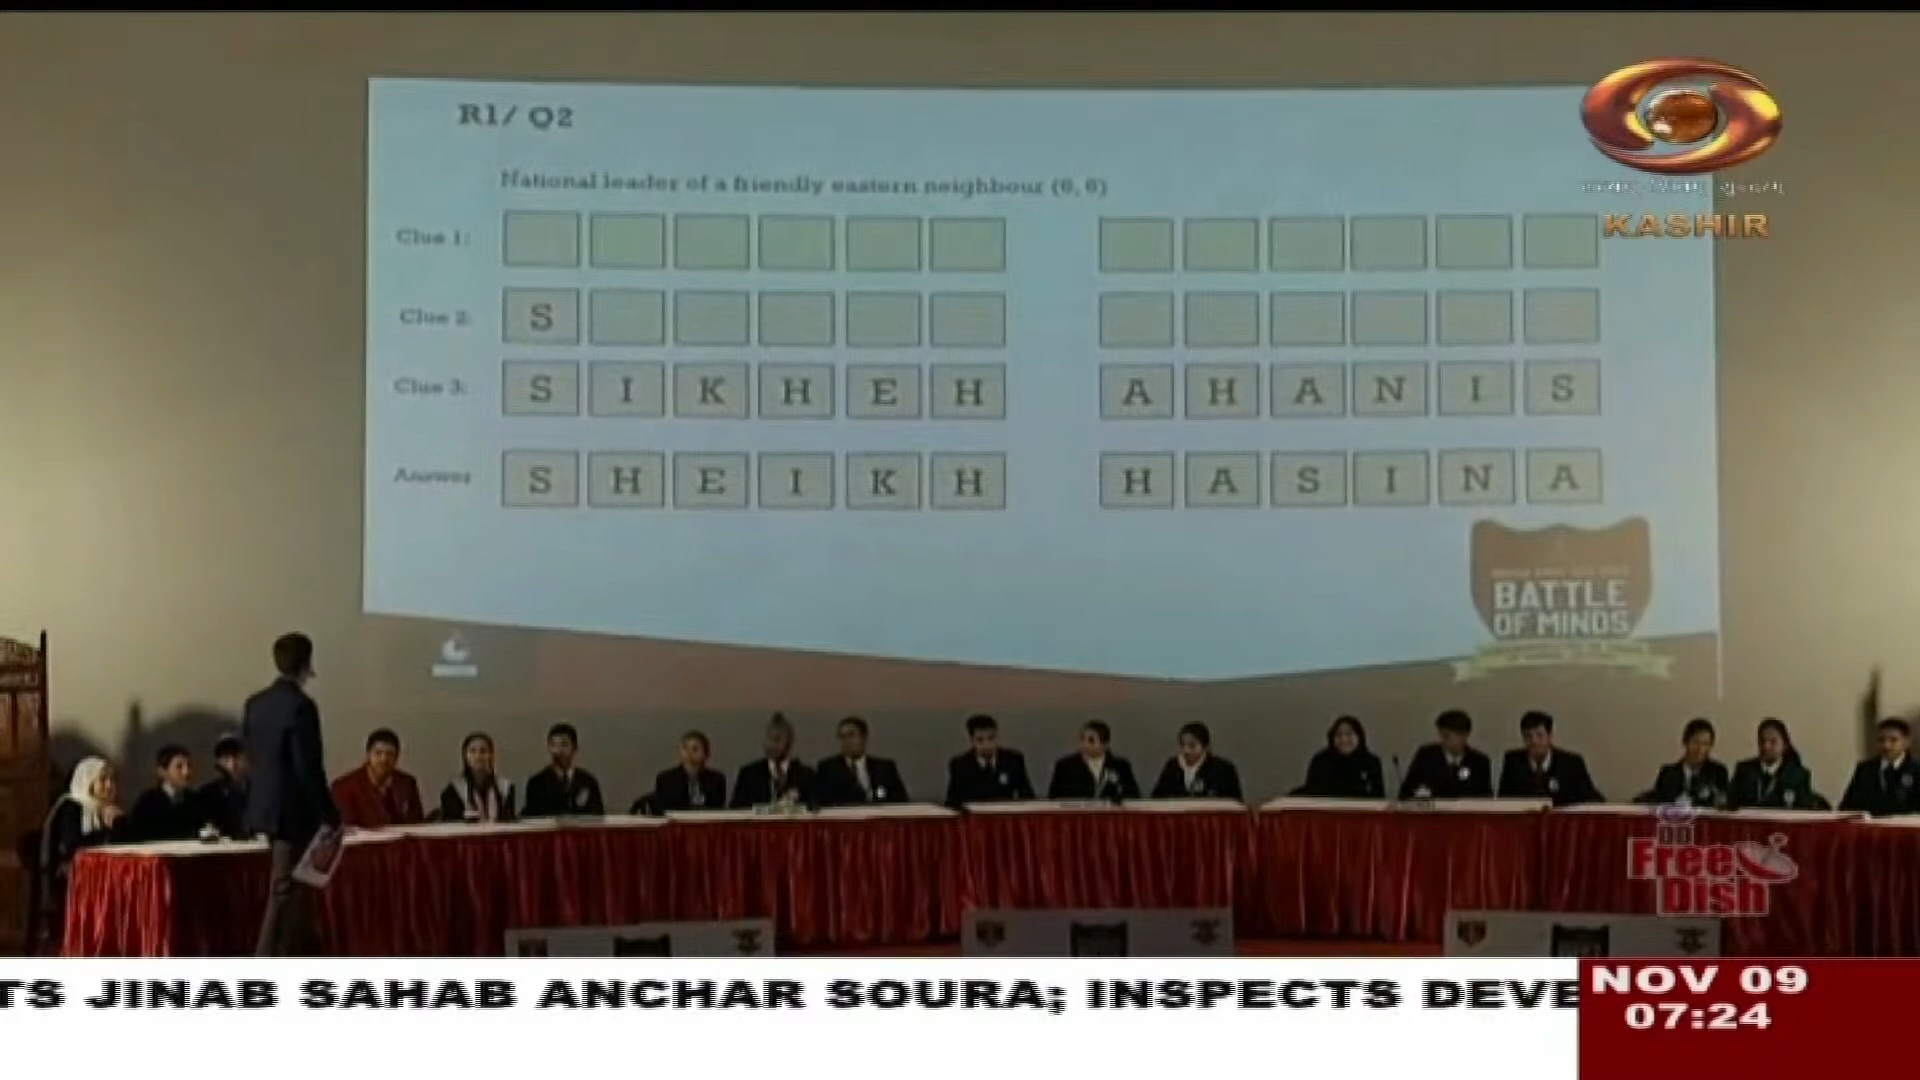 R1/ Q2
National leader of a friendly eastern neighbour (6, 6)
Clue 1:
Clue 2: S
Clue 3: S I K H E H A H A N I S
Answer S H E I K H H A S I N A
BATTLE
OF MINDS
KASHIR
DD
Free
Dish
TS JINAB SAHAB ANCHAR SOURA; INSPECTS DEVE
NOV 09
07:24